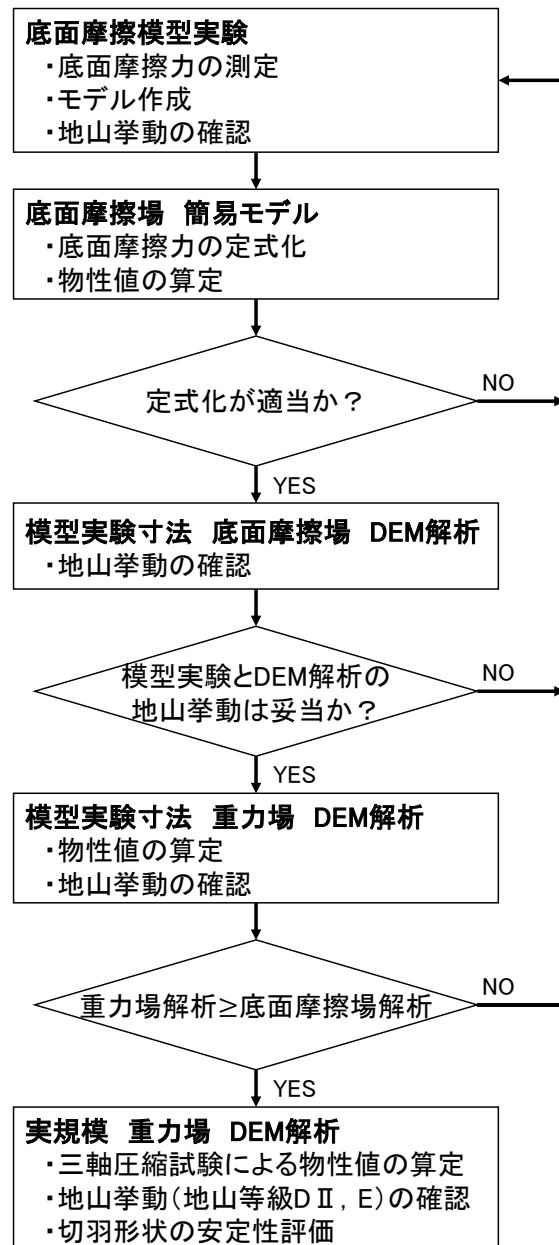 底面摩擦模型実験
・底面摩擦力の測定
・モデル作成
・地山挙動の確認
底面摩擦場　簡易モデル
・底面摩擦力の定式化
・物性値の算定
定式化が適当か？
NO
YES
模型実験寸法　底面摩擦場　DEM解析
・地山挙動の確認
模型実験とDEM解析の
地山挙動は妥当か？
NO
YES
模型実験寸法　重力場　DEM解析
・物性値の算定
・地山挙動の確認
重力場解析≥底面摩擦場解析
NO
YES
実規模　重力場　DEM解析
・三軸圧縮試験による物性値の算定
・地山挙動（地山等級DⅡ，E）の確認
・切羽形状の安定性評価